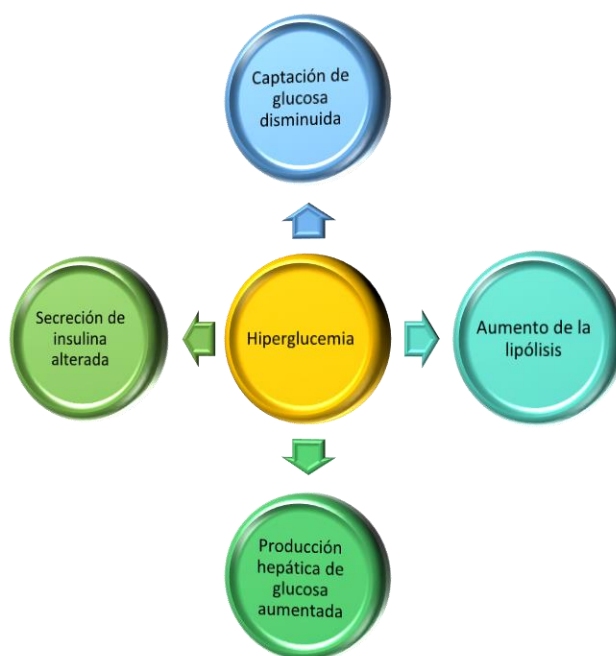 Captación de
glucosa
disminuida
Secreción de
insulina
alterada
Hiperglucemia
Aumento de la
lipólisis
Producción
hepática de
glucosa
aumentada